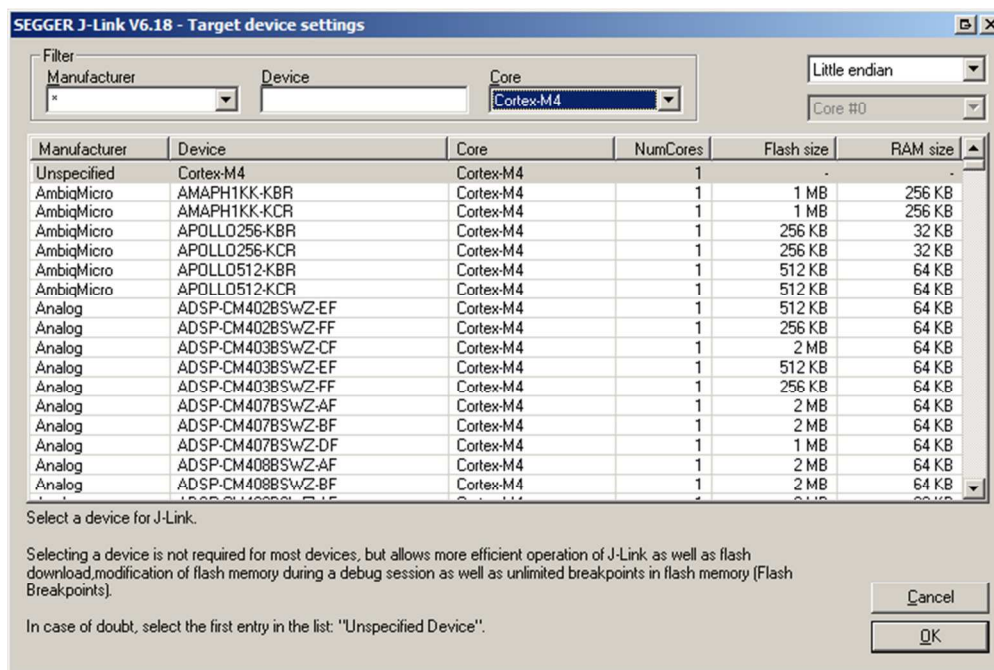 SEGGER J-Link V6.18 - Target device settings
Filter
Manufacturer Device Core
* Cortex-M4
Little endian
Core #0
Manufacturer Device Core NumCores Flash size RAM size
Unspecified Cortex-M4 Cortex-M4 1 - -
AmbiqMicro AMAPH1KK-KBR Cortex-M4 1 1 MB 256 KB
AmbiqMicro AMAPH1KK-KCR Cortex-M4 1 1 MB 256 KB
AmbiqMicro APOLLO256-KBR Cortex-M4 1 256 KB 32 KB
AmbiqMicro APOLLO256-KCR Cortex-M4 1 256 KB 32 KB
AmbiqMicro APOLLO512-KBR Cortex-M4 1 512 KB 64 KB
AmbiqMicro APOLLO512-KCR Cortex-M4 1 512 KB 64 KB
Analog ADSP-CM402BSWZ-EF Cortex-M4 1 512 KB 64 KB
Analog ADSP-CM402BSWZ-FF Cortex-M4 1 256 KB 64 KB
Analog ADSP-CM403BSWZ-CF Cortex-M4 1 2 MB 64 KB
Analog ADSP-CM403BSWZ-EF Cortex-M4 1 512 KB 64 KB
Analog ADSP-CM403BSWZ-FF Cortex-M4 1 256 KB 64 KB
Analog ADSP-CM407BSWZ-AF Cortex-M4 1 2 MB 64 KB
Analog ADSP-CM407BSWZ-BF Cortex-M4 1 2 MB 64 KB
Analog ADSP-CM407BSWZ-DF Cortex-M4 1 1 MB 64 KB
Analog ADSP-CM408BSWZ-AF Cortex-M4 1 2 MB 64 KB
Analog ADSP-CM408BSWZ-BF Cortex-M4 1 2 MB 64 KB
Select a device for J-Link.
Selecting a device is not required for most devices, but allows more efficient operation of J-Link as well as flash
download,modification of flash memory during a debug session as well as unlimited breakpoints in flash memory (Flash
Breakpoints).
In case of doubt, select the first entry in the list: "Unspecified Device".
Cancel
OK